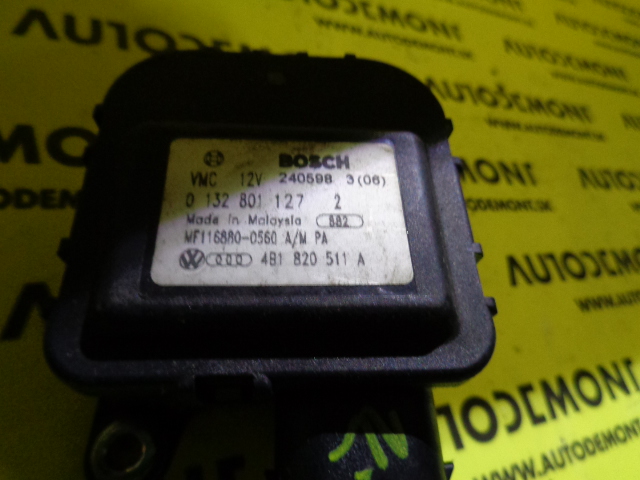 BOSCH
VMC 12V 240598 3(06)
0 132 801 127 2
Made in Malaysia 882
MF116880-0560 A/M PA
4B1 820 511 A
AUTODEMONT
WWW.AUTODEMONT.SK